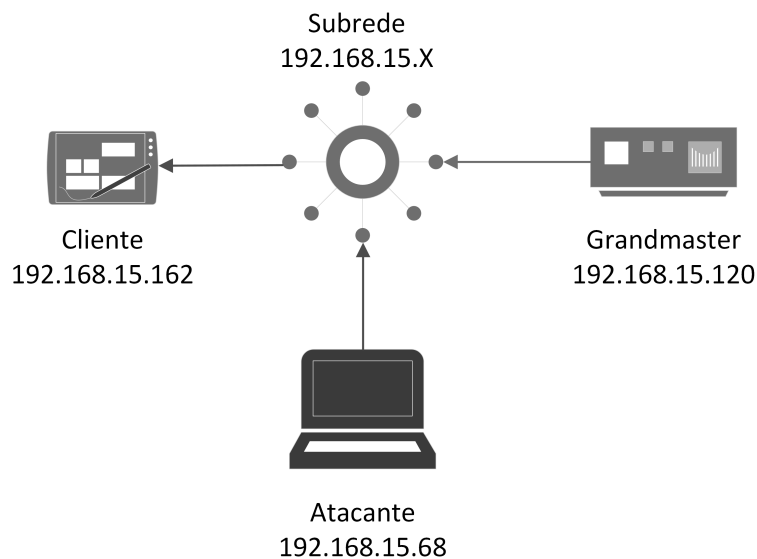 Subrede
192.168.15.X
Cliente
192.168.15.162
Grandmaster
192.168.15.120
Atacante
192.168.15.68